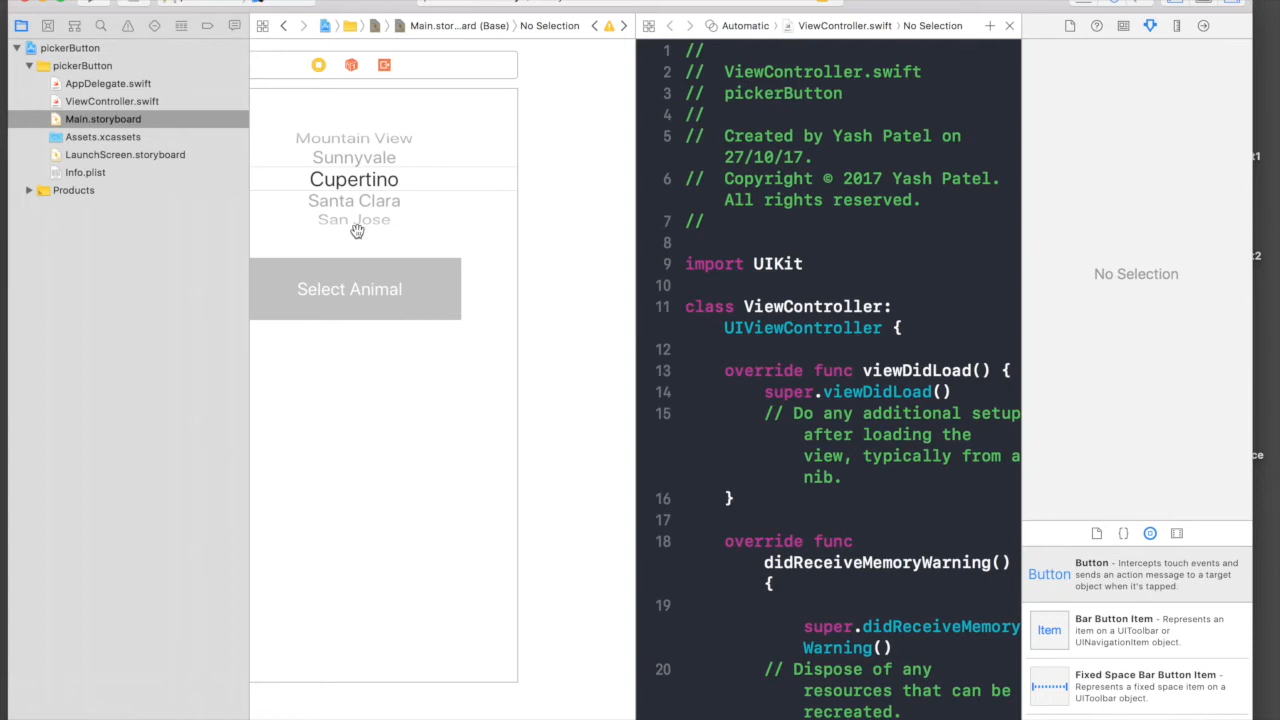 Main.stor...ard (Base)
No Selection
Automatic
ViewController.swift
No Selection
pickerButton
pickerButton
AppDelegate.swift
ViewController.swift
Main.storyboard
Assets.xcassets
LaunchScreen.storyboard
Info.plist
Products
Mountain View
Sunnyvale
Cupertino
Santa Clara
San Jose
Select Animal
1 //
2 // ViewController.swift
3 // pickerButton
4 //
5 // Created by Yash Patel on
27/10/17.
6 // Copyright © 2017 Yash Patel.
All rights reserved.
7 //
8
9 import UIKit
10
11 class ViewController:
UIViewController {
12
13 override func viewDidLoad() {
14 super.viewDidLoad()
15 // Do any additional setup
after loading the
view, typically from a
nib.
16 }
17
18 override func
didReceiveMemoryWarning()
{
19
super.didReceiveMemory
Warning()
20 // Dispose of any
resources that can be
recreated.
No Selection
Button
Button - Intercepts touch events and
sends an action message to a target
object when it's tapped.
Item
Bar Button Item - Represents an
item on a UIToolbar or
UINavigationItem object.
Fixed Space Bar Button Item -
Represents a fixed space item on a
UIToolbar object.